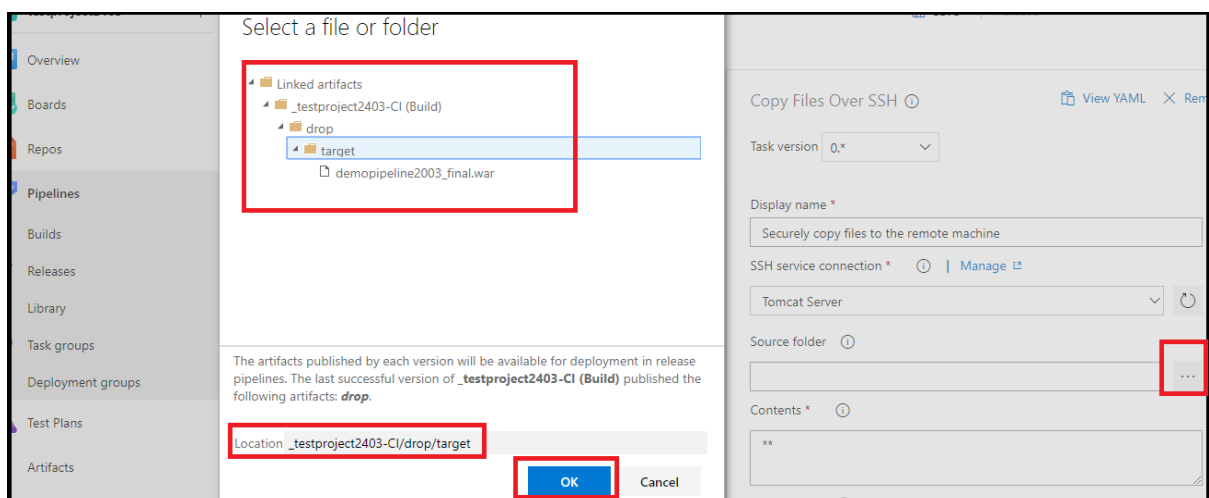 Overview
Boards
Repos
Pipelines
Builds
Releases
Library
Task groups
Deployment groups
Test Plans
Artifacts
Select a file or folder
Linked artifacts
_testproject2403-CI (Build)
drop
target
demopipeline2003_final.war
The artifacts published by each version will be available for deployment in release
pipelines. The last successful version of _testproject2403-CI (Build) published the
following artifacts: drop.
Location _testproject2403-CI/drop/target
OK Cancel
Copy Files Over SSH
View YAML Rem
Task version 0.*
Display name *
Securely copy files to the remote machine
SSH service connection * | Manage
Tomcat Server
Source folder
...
Contents *
**